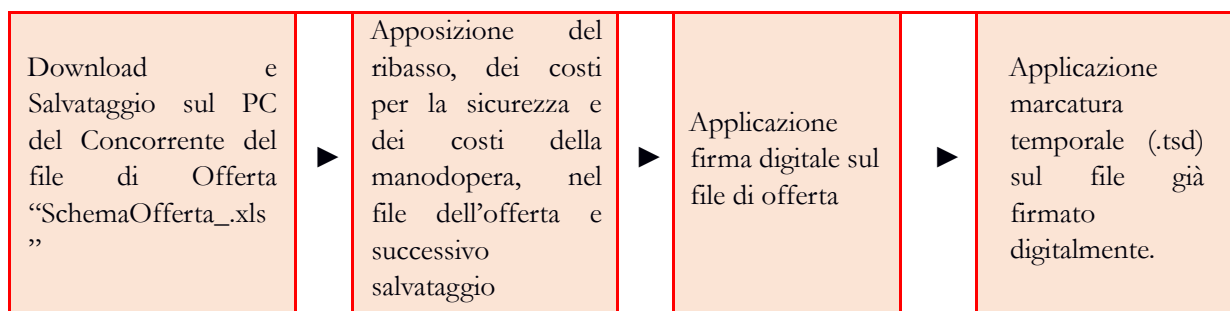 Download e
Salvataggio sul PC
del Concorrente del
file di Offerta
“SchemaOfferta_.xls
”
►
Apposizione del
ribasso, dei costi
per la sicurezza e
dei costi della
manodopera, nel
file dell’offerta e
successivo
salvataggio
►
Applicazione
firma digitale sul
file di offerta
►
Applicazione
marcatura
temporale (.tsd)
sul file già
firmato
digitalmente.